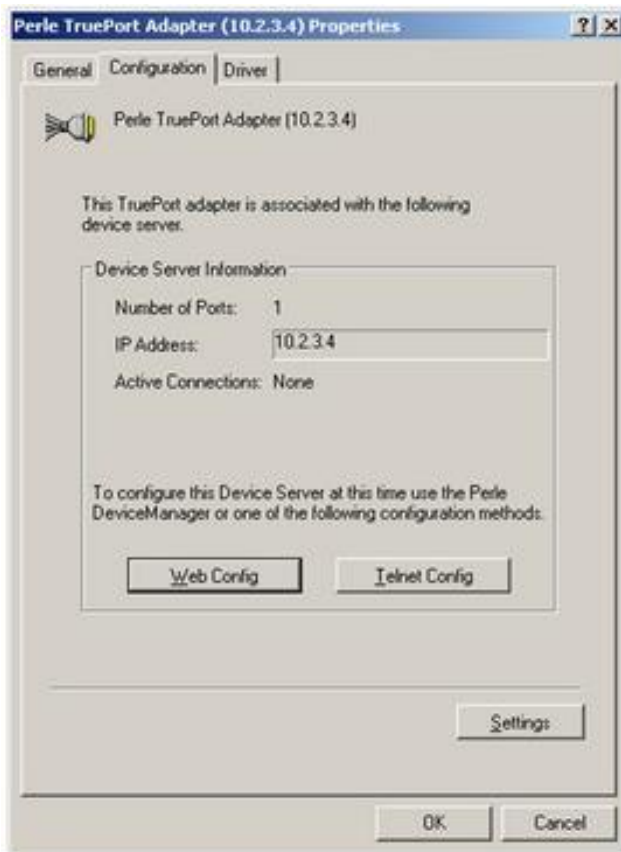 Perle TruePort Adapter (10.2.3.4) Properties
General Configuration Driver
Perle TruePort Adapter (10.2.3.4)
This TruePort adapter is associated with the following
device server.
Device Server Information
Number of Ports: 1
IP Address: 10.2.3.4
Active Connections: None
To configure this Device Server at this time use the Perle
DeviceManager or one of the following configuration methods.
Web Config Telnet Config
Settings
OK Cancel